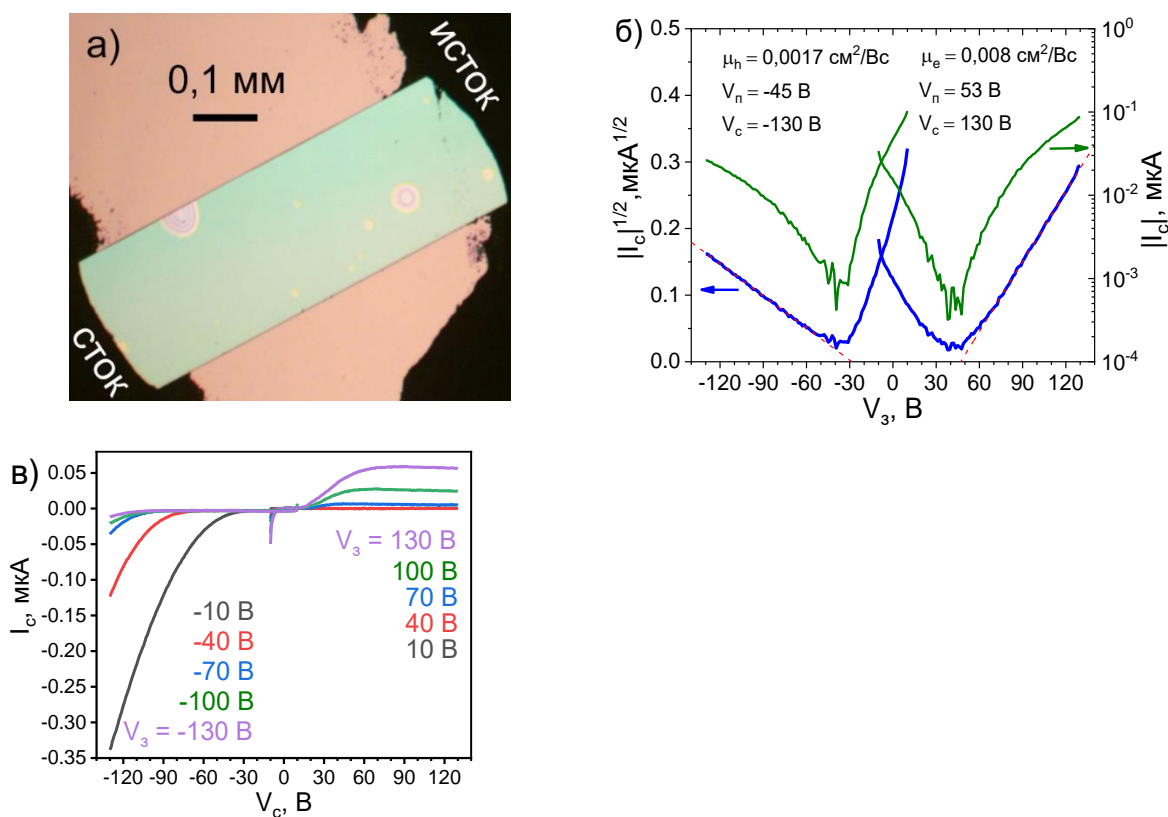 а)
0,1 мм
ИСТОК
СТОК
б)
μh = 0,0017 см²/Вс
Vп = -45 В
Vс = -130 В
μe = 0,008 см²/Вс
Vп = 53 В
Vс = 130 В
0.5
0.4
0.3
0.2
0.1
0.0
|Iс|^1/2, мкА^1/2
10⁰
10⁻¹
10⁻²
10⁻³
10⁻⁴
|Iс|, мкА
-120 -90 -60 -30 0 30 60 90 120
Vз, В
в)
0.05
0.00
-0.05
-0.10
-0.15
-0.20
-0.25
-0.30
-0.35
Iс, мкА
Vз = 130 В
100 В
70 В
40 В
10 В
-10 В
-40 В
-70 В
-100 В
Vз = -130 В
-120 -90 -60 -30 0 30 60 90 120
Vс, В